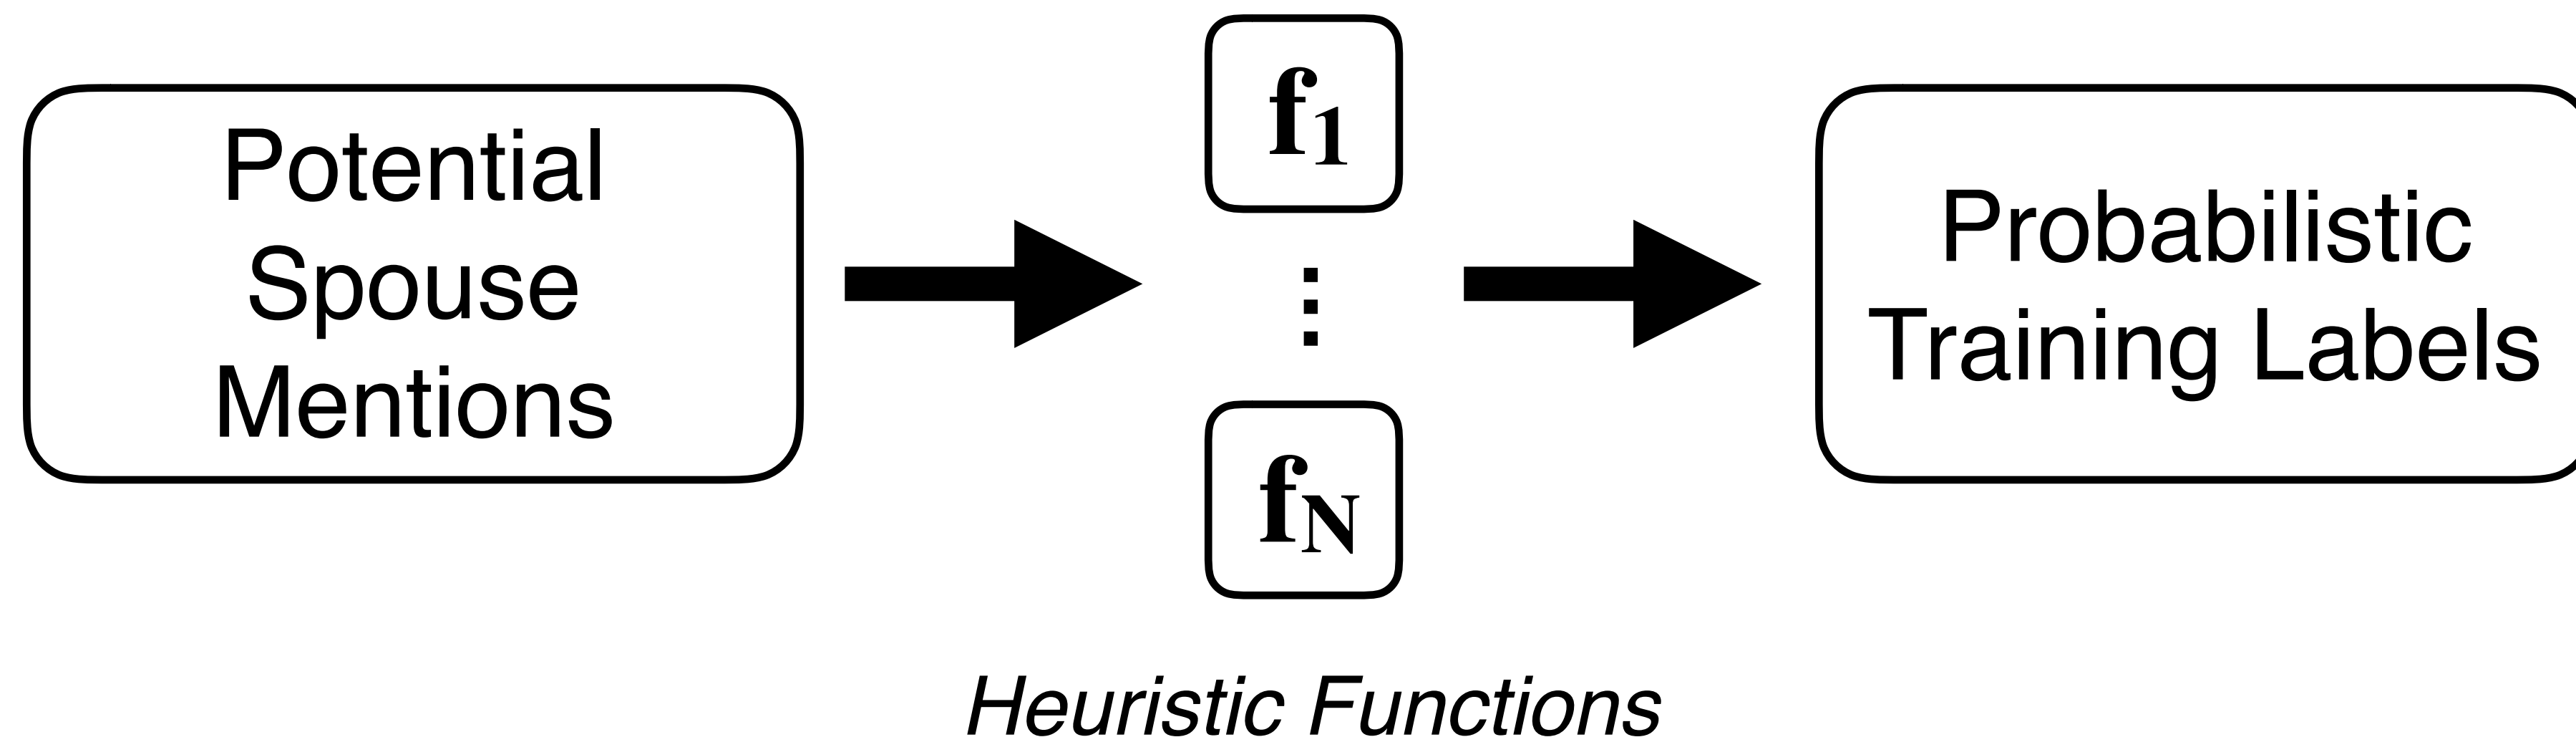 Potential
Spouse
Mentions
f1
⋮
fN
Heuristic Functions
Probabilistic
Training Labels